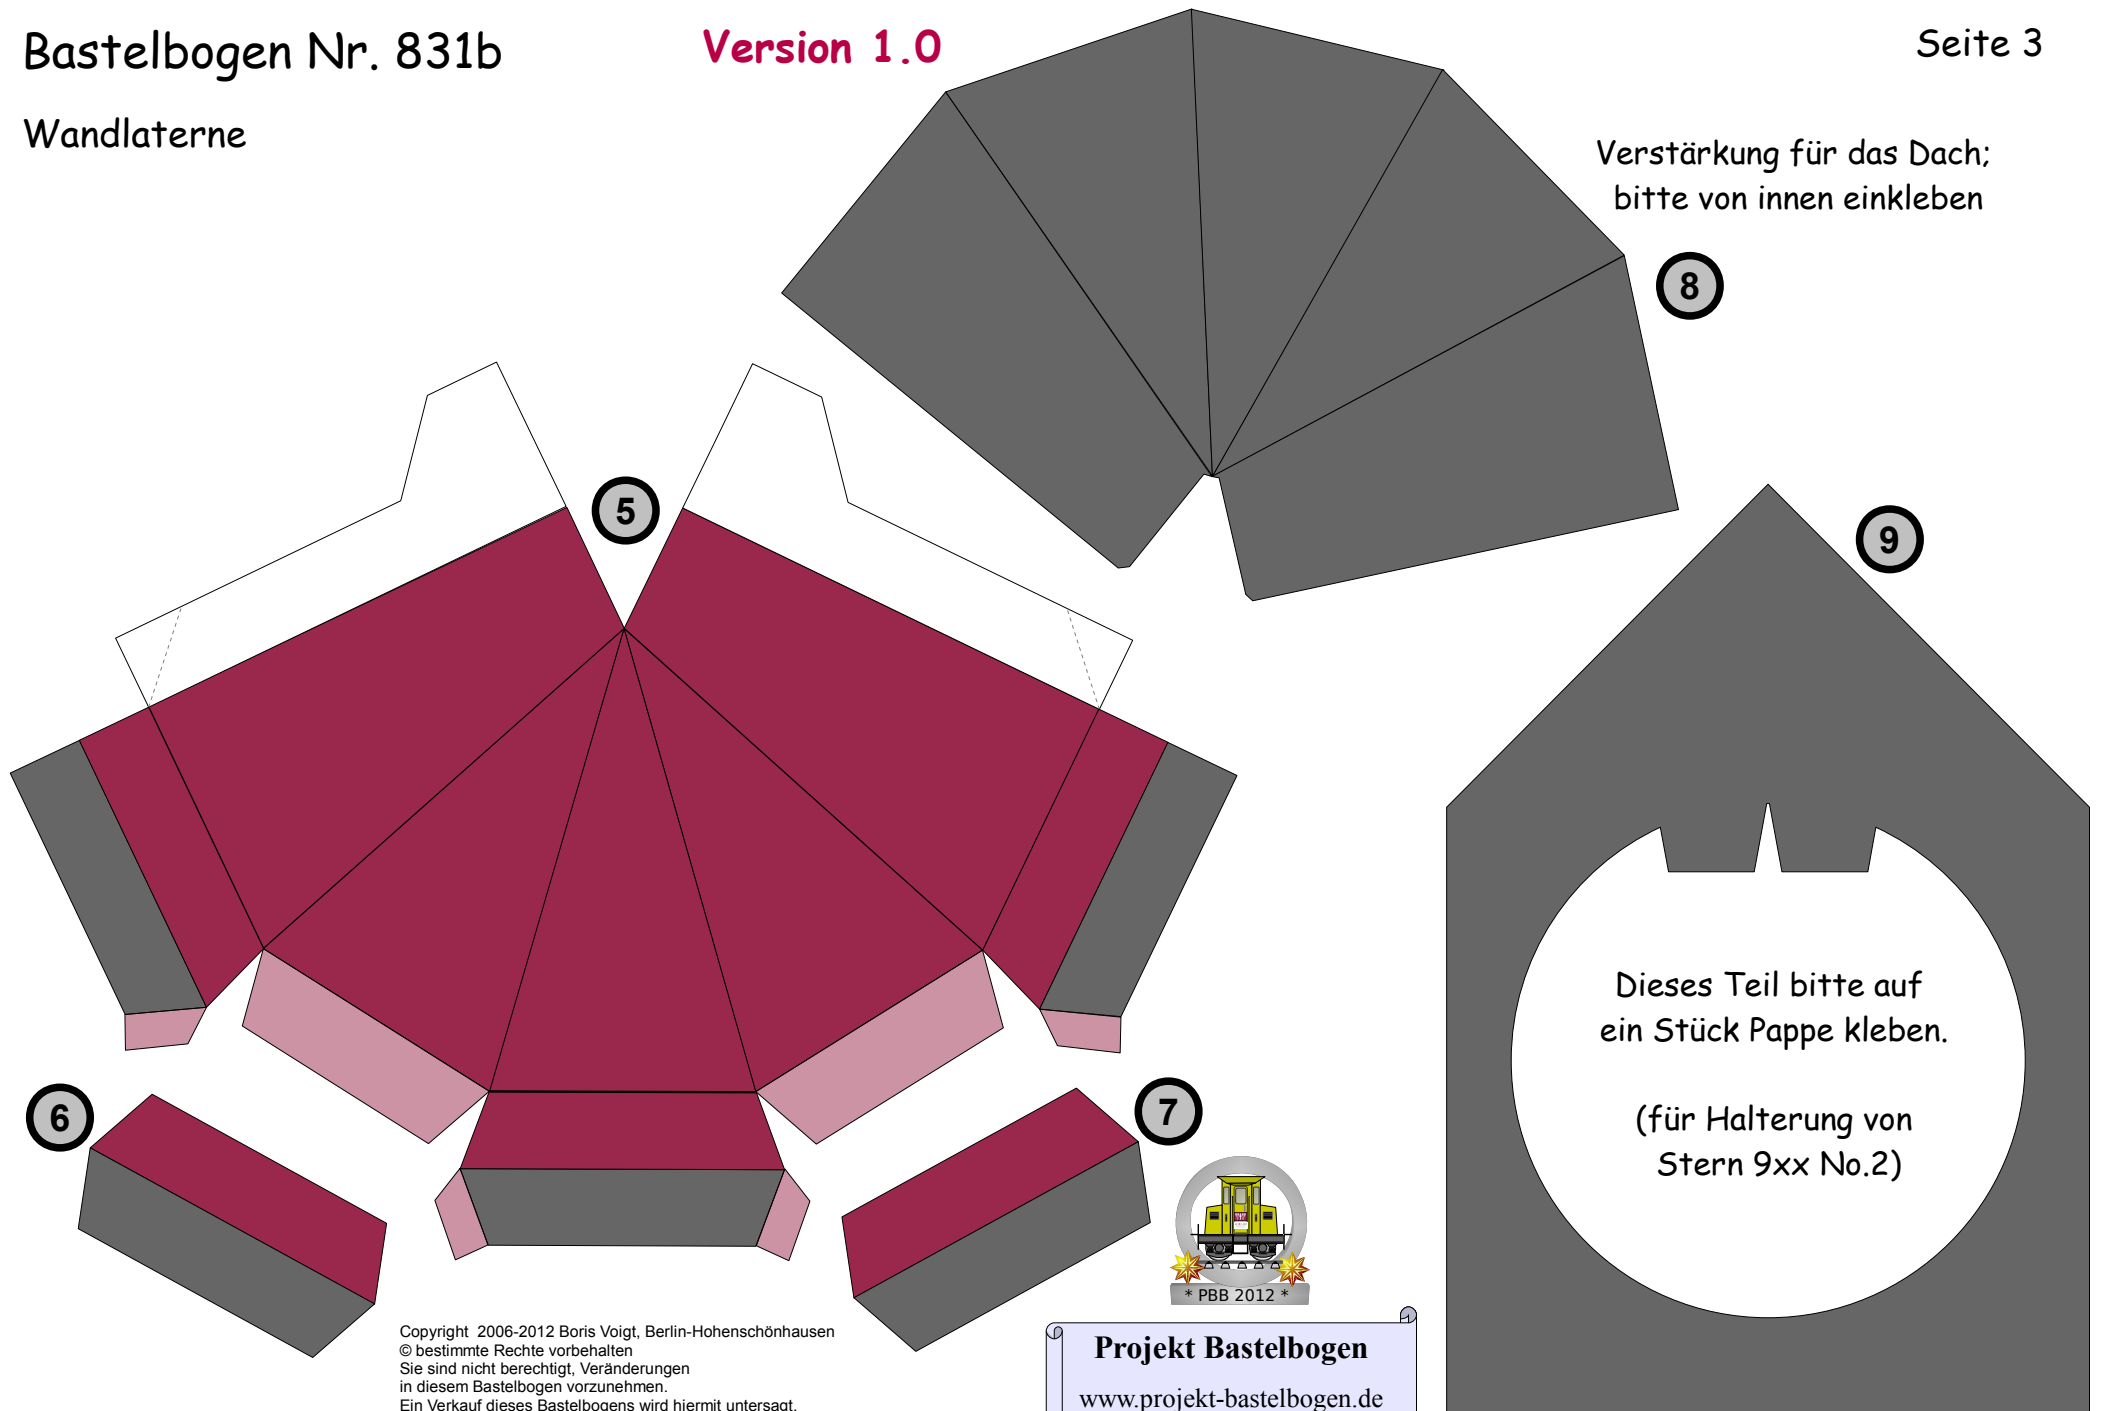 Bastelbogen Nr. 831b
Version 1.0
Seite 3
Wandlaterne
Verstärkung für das Dach;
bitte von innen einkleben
8
5
9
Dieses Teil bitte auf
ein Stück Pappe kleben.
(für Halterung von
Stern 9xx No.2)
6
7
* PBB 2012 *
Copyright 2006-2012 Boris Voigt, Berlin-Hohenschönhausen
© bestimmte Rechte vorbehalten
Sie sind nicht berechtigt, Veränderungen
in diesem Bastelbogen vorzunehmen.
Ein Verkauf dieses Bastelbogens wird hiermit untersagt.
Projekt Bastelbogen
www.projekt-bastelbogen.de